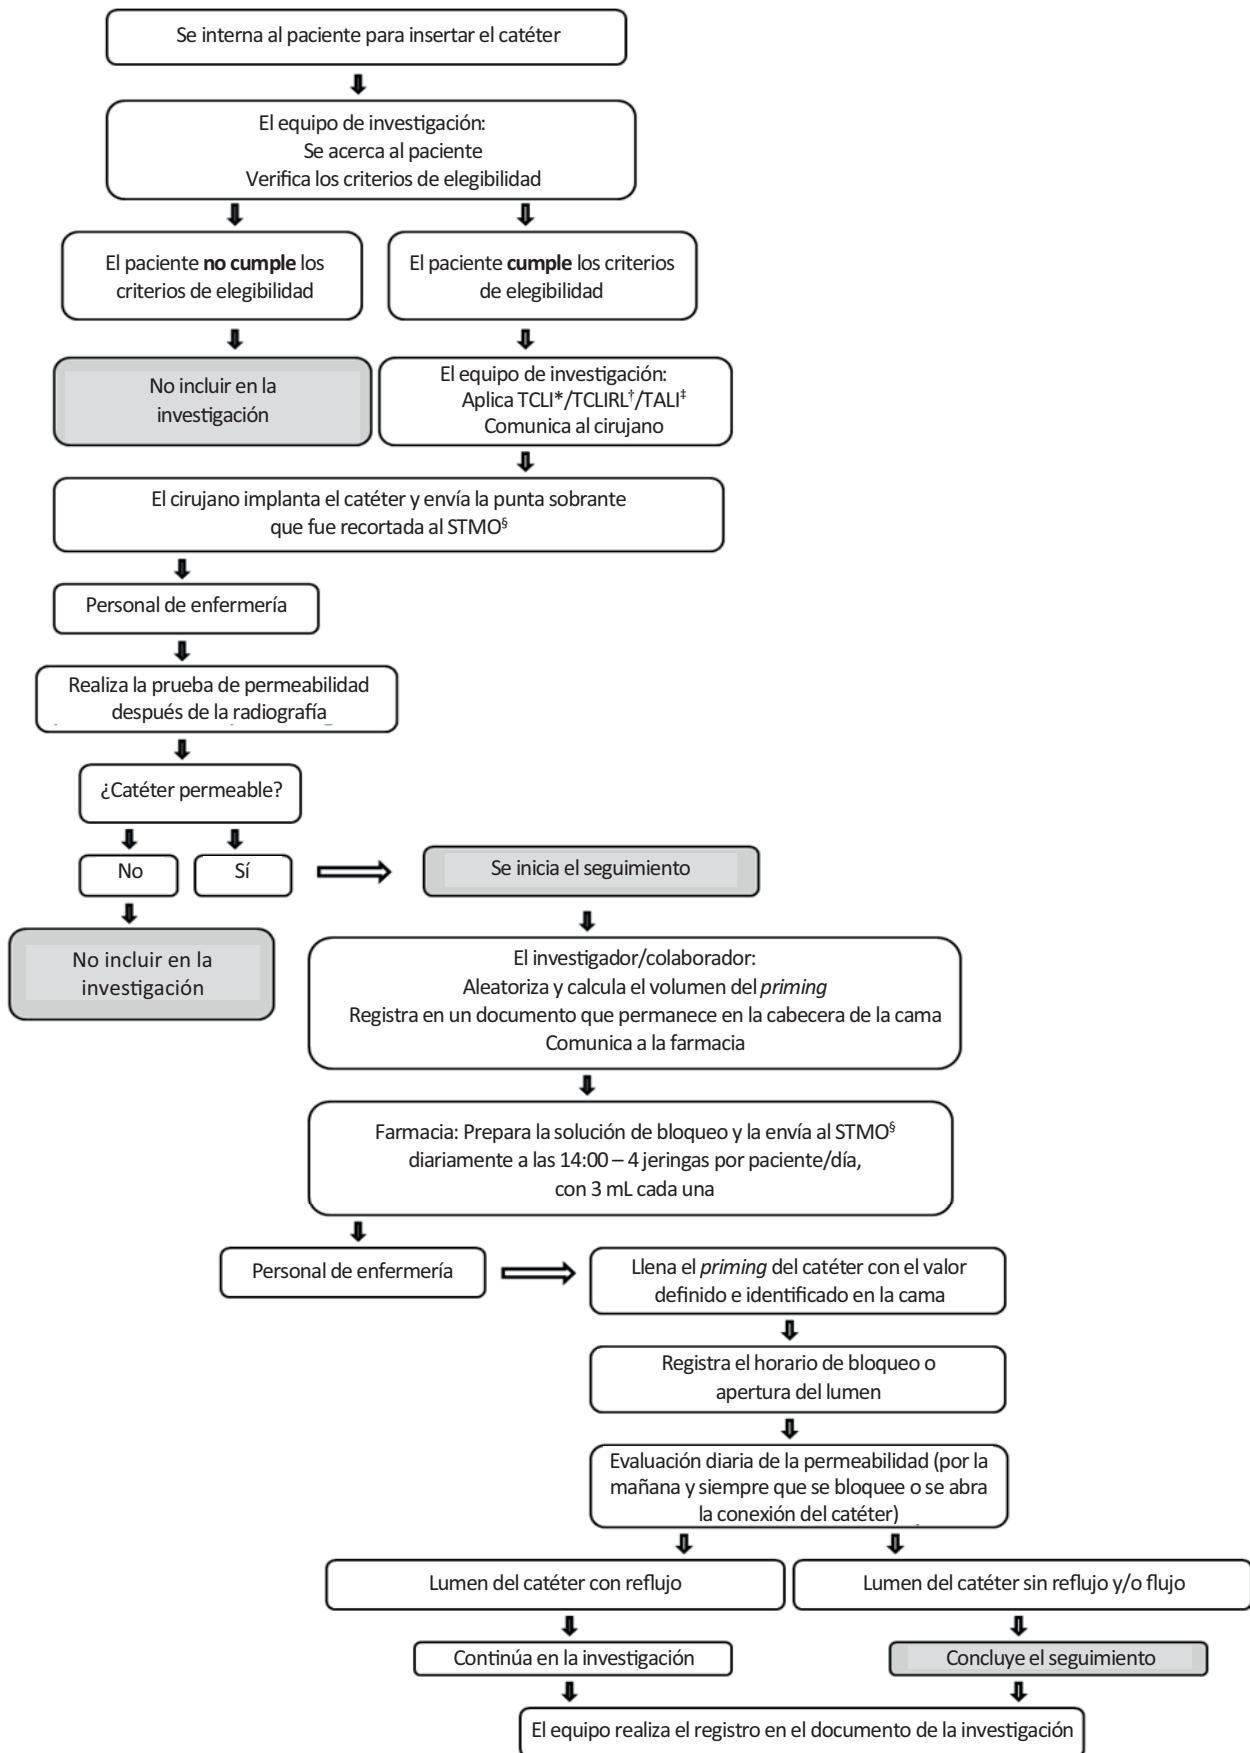 Se interna al paciente para insertar el catéter
El equipo de investigación:
Se acerca al paciente
Verifica los criterios de elegibilidad
El paciente no cumple los
criterios de elegibilidad
El paciente cumple los criterios
de elegibilidad
No incluir en la
investigación
El equipo de investigación:
Aplica TCLI*/TCLIRL†/TALI‡
Comunica al cirujano
El cirujano implanta el catéter y envía la punta sobrante
que fue recortada al STMO§
Personal de enfermería
Realiza la prueba de permeabilidad
después de la radiografía
¿Catéter permeable?
No
Sí
Se inicia el seguimiento
No incluir en la
investigación
El investigador/colaborador:
Aleatoriza y calcula el volumen del priming
Registra en un documento que permanece en la cabecera de la cama
Comunica a la farmacia
Farmacia: Prepara la solución de bloqueo y la envía al STMO§
diariamente a las 14:00 – 4 jeringas por paciente/día,
con 3 mL cada una
Personal de enfermería
Llena el priming del catéter con el valor
definido e identificado en la cama
Registra el horario de bloqueo o
apertura del lumen
Evaluación diaria de la permeabilidad (por la
mañana y siempre que se bloquee o se abra
la conexión del catéter)
Lumen del catéter con reflujo
Lumen del catéter sin reflujo y/o flujo
Continúa en la investigación
Concluye el seguimiento
El equipo realiza el registro en el documento de la investigación